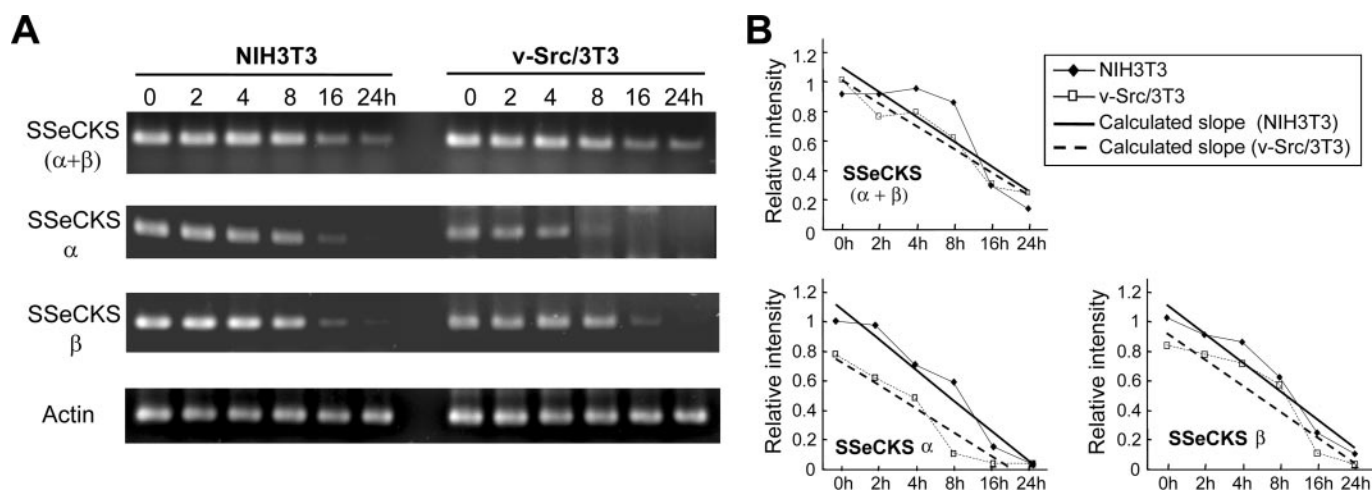 A
NIH3T3 v-Src/3T3
0 2 4 8 16 24h 0 2 4 8 16 24h
SSeCKS
(α+β)
SSeCKS
α
SSeCKS
β
Actin
B
Relative intensity
1.2
1
0.8
0.6
0.4
0.2
0
SSeCKS
(α + β)
0h 2h 4h 8h 16h 24h
NIH3T3
v-Src/3T3
Calculated slope (NIH3T3)
Calculated slope (v-Src/3T3)
Relative intensity
1.2
1
0.8
0.6
0.4
0.2
0
SSeCKS α
0h 2h 4h 8h 16h 24h
Relative intensity
1.2
1
0.8
0.6
0.4
0.2
0
SSeCKS β
0h 2h 4h 8h 16h 24h